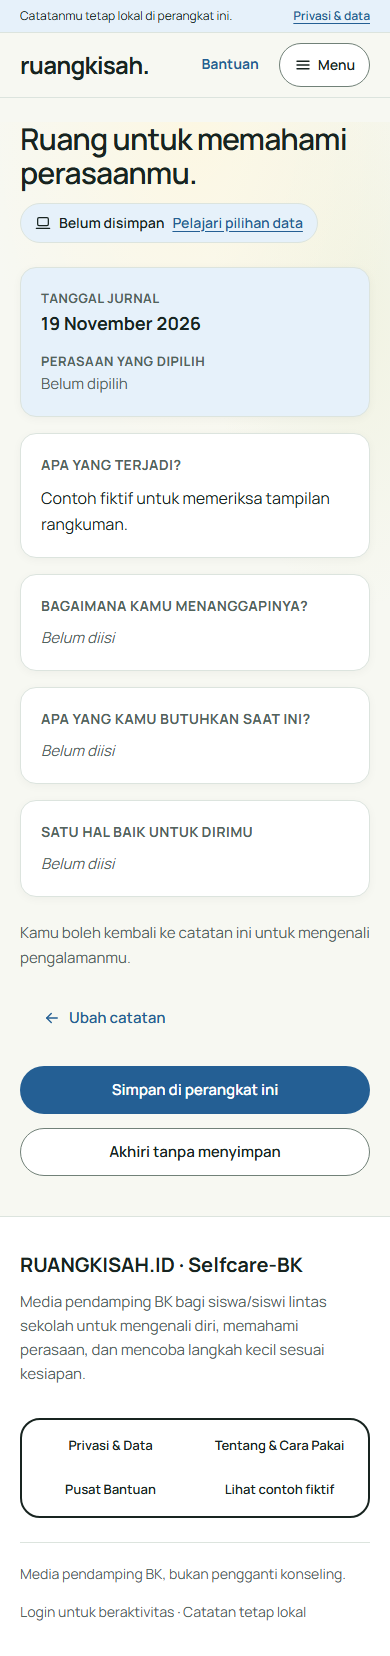 Catatanmu tetap lokal di perangkat ini. Privasi & data
ruangkisah. Bantuan Menu
Ruang untuk memahami
perasaanmu.
Belum disimpan Pelajari pilihan data
TANGGAL JURNAL
19 November 2026
PERASAAN YANG DIPILIH
Belum dipilih
APA YANG TERJADI?
Contoh fiktif untuk memeriksa tampilan
rangkuman.
BAGAIMANA KAMU MENANGGAPINYA?
Belum diisi
APA YANG KAMU BUTUHKAN SAAT INI?
Belum diisi
SATU HAL BAIK UNTUK DIRIMU
Belum diisi
Kamu boleh kembali ke catatan ini untuk mengenali
pengalamanmu.
← Ubah catatan
Simpan di perangkat ini
Akhiri tanpa menyimpan
RUANGKISAH.ID · Selfcare-BK
Media pendamping BK bagi siswa/siswi lintas
sekolah untuk mengenali diri, memahami
perasaan, dan mencoba langkah kecil sesuai
kesiapan.
Privasi & Data Tentang & Cara Pakai
Pusat Bantuan Lihat contoh fiktif
Media pendamping BK, bukan pengganti konseling.
Login untuk beraktivitas · Catatan tetap lokal